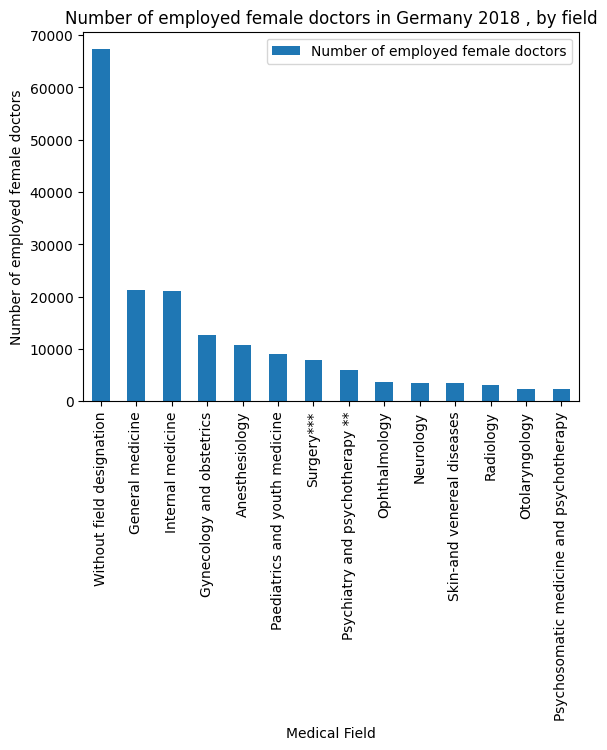 Number of employed female doctors in Germany 2018 , by field
Number of employed female doctors
Number of employed female doctors
70000
60000
50000
40000
30000
20000
10000
0
Without field designation
General medicine
Internal medicine
Gynecology and obstetrics
Anesthesiology
Paediatrics and youth medicine
Surgery***
Psychiatry and psychotherapy **
Ophthalmology
Neurology
Skin-and venereal diseases
Radiology
Otolaryngology
Psychosomatic medicine and psychotherapy
Medical Field